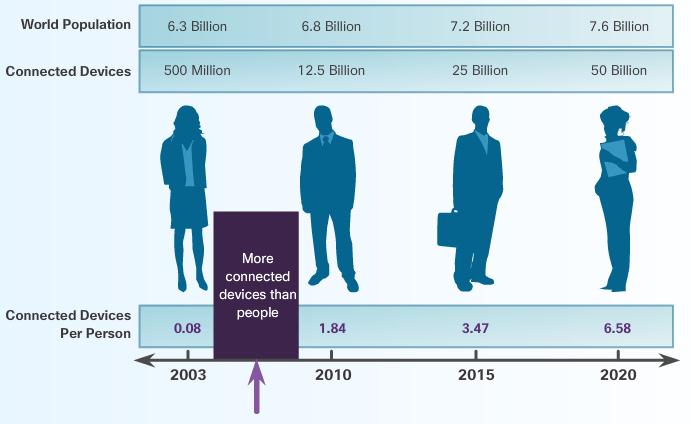 World Population 6.3 Billion 6.8 Billion 7.2 Billion 7.6 Billion
Connected Devices 500 Million 12.5 Billion 25 Billion 50 Billion
More
connected
devices than
people
Connected Devices
Per Person
0.08 1.84 3.47 6.58
2003 2010 2015 2020